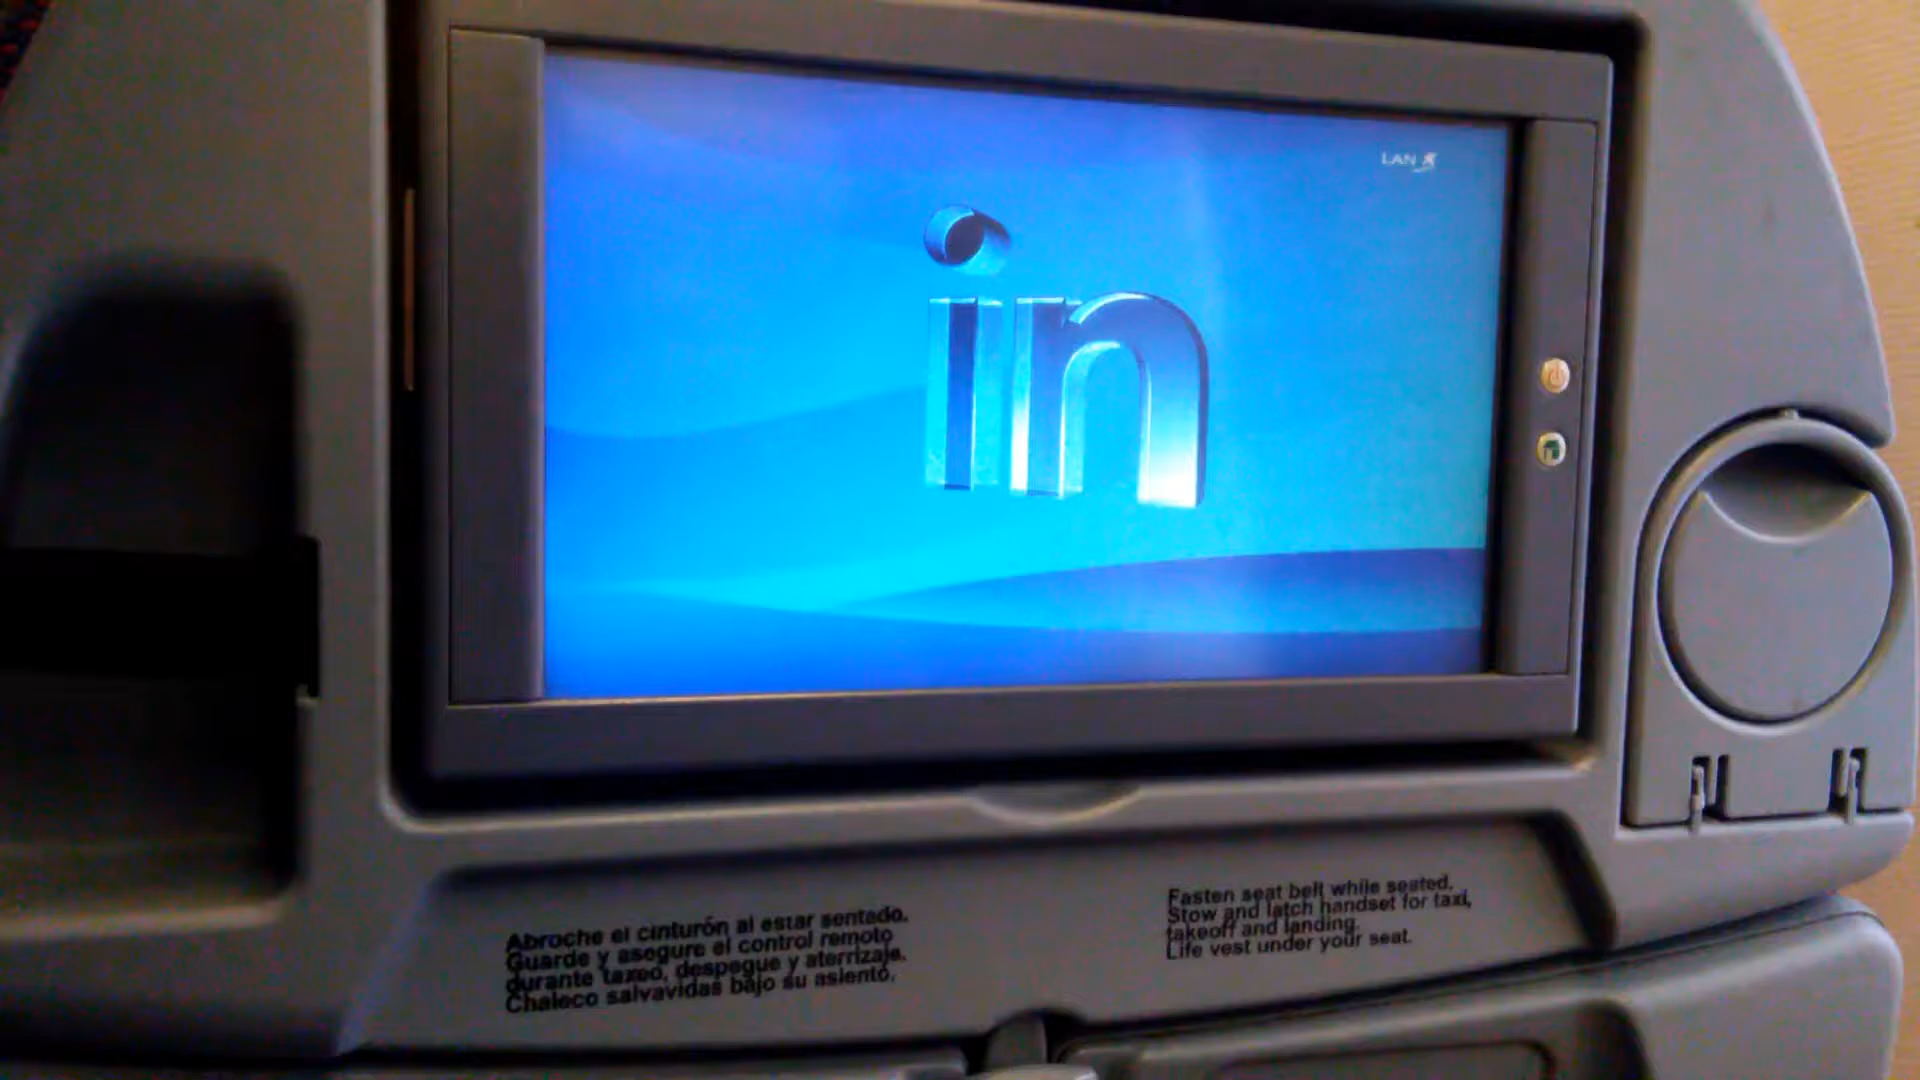 LAN
in
Abroche el cinturón al estar sentado.
Guarde y asegure el control remoto
durante taxeo, despegue y aterrizaje.
Chaleco salvavidas bajo su asiento.
Fasten seat belt while seated.
Stow and latch handset for taxi,
takeoff and landing.
Life vest under your seat.